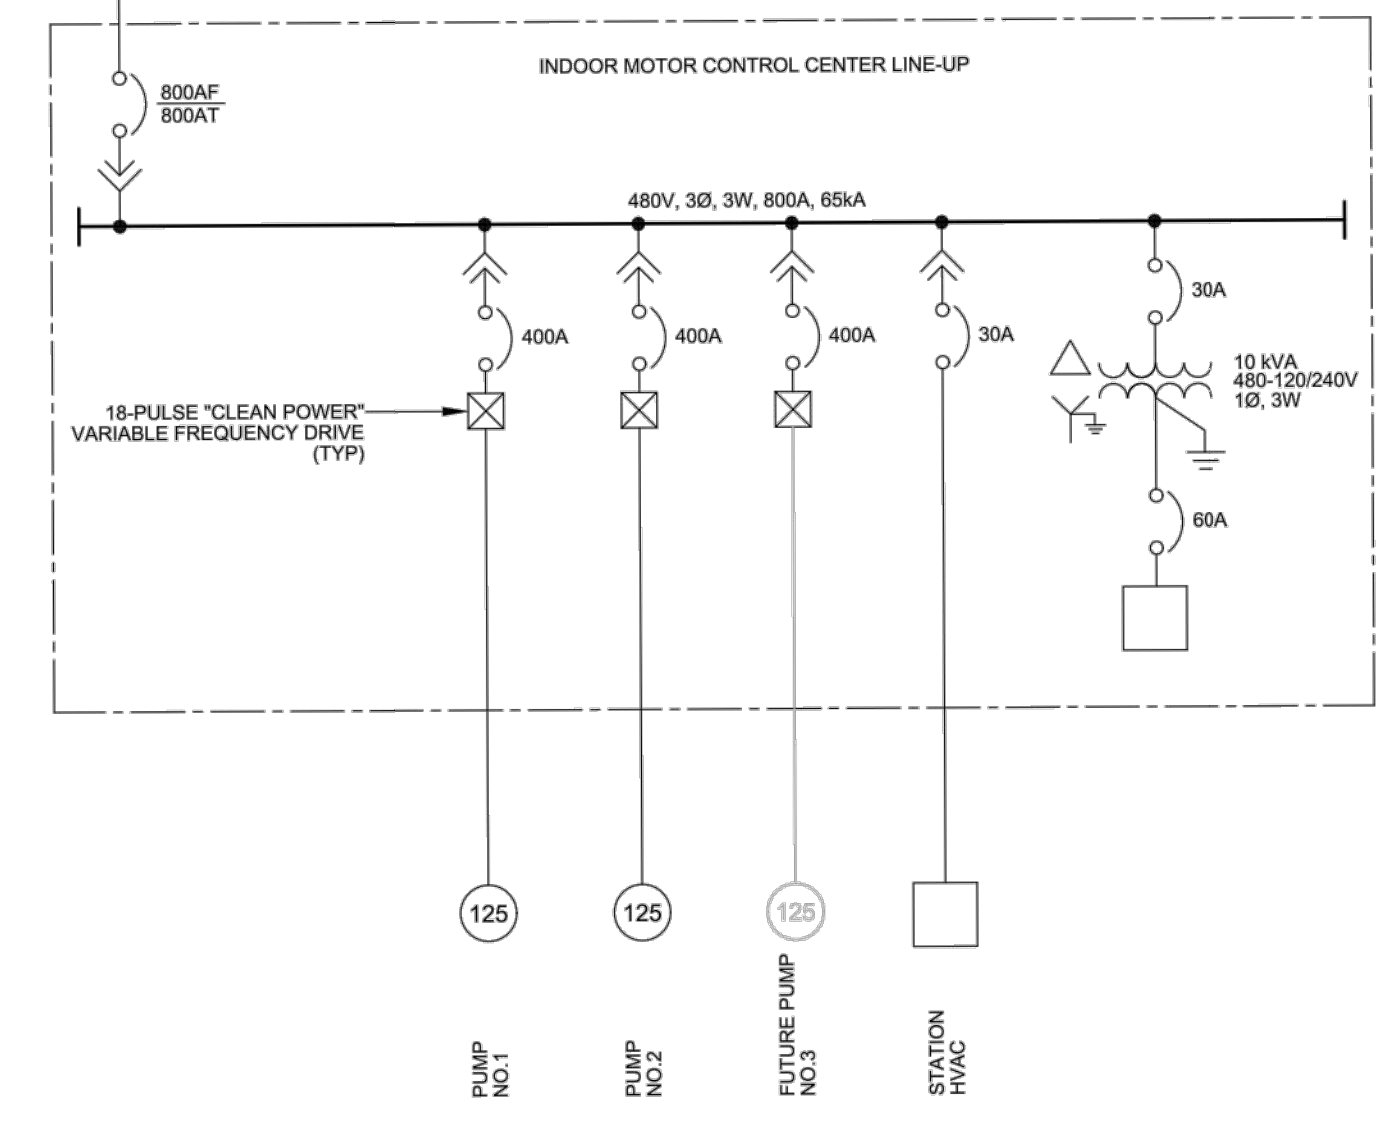 INDOOR MOTOR CONTROL CENTER LINE-UP
800AF
800AT
480V, 3Ø, 3W, 800A, 65kA
400A
400A
400A
30A
30A
10 kVA
480-120/240V
1Ø, 3W
18-PULSE "CLEAN POWER"
VARIABLE FREQUENCY DRIVE
(TYP)
60A
125
125
125
PUMP
NO.1
PUMP
NO.2
FUTURE PUMP
NO.3
STATION
HVAC